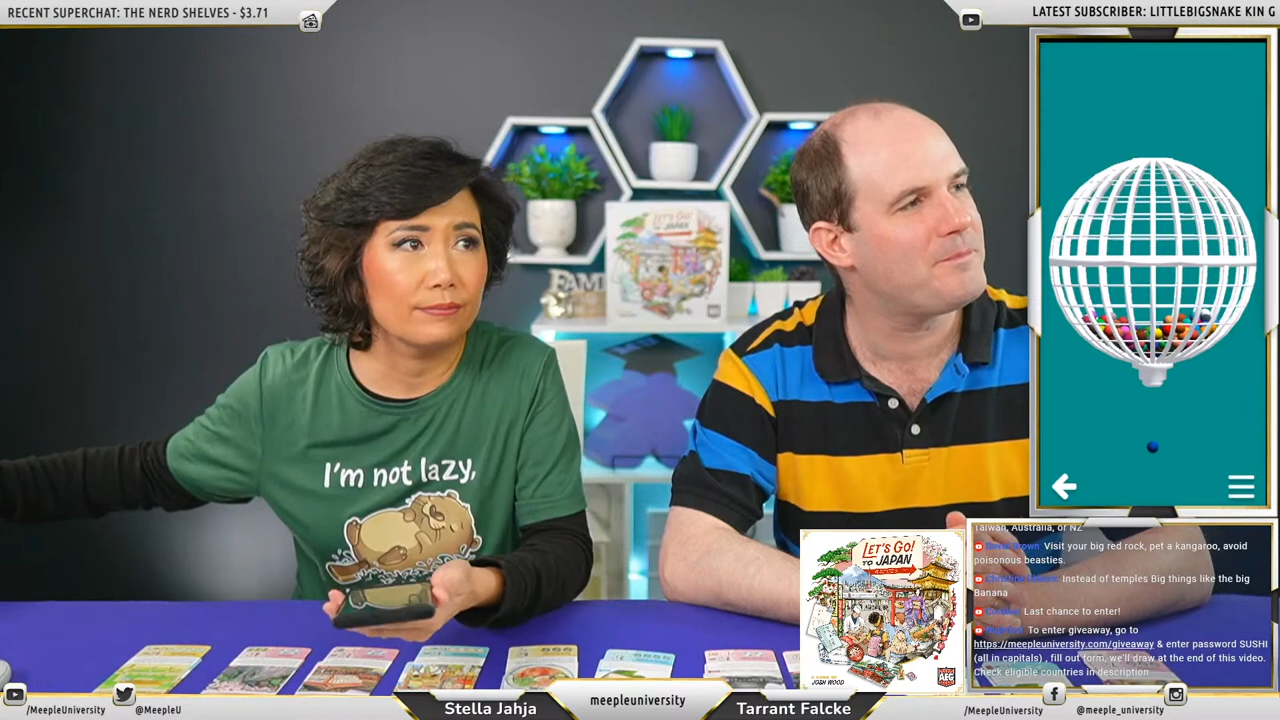 RECENT SUPERCHAT: THE NERD SHELVES - $3.71
LATEST SUBSCRIBER: LITTLEBIGSNAKE KIN G
LET'S GO!
TO JAPAN
FAMI
I'm not lazy,
LET'S GO!
TO JAPAN
A GAME BY
JOSH WOOD
AEG
Taiwan, Australia, or NZ
Visit your big red rock, pet a kangaroo, avoid
poisonous beasties.
Instead of temples Big things like the big
Banana
Last chance to enter!
To enter giveaway, go to
https://meepleuniversity.com/giveaway & enter password SUSHI
(all in capitals) , fill out form, we'll draw at the end of this video.
Check eligible countries in description
/MeepleUniversity
@MeepleU
Stella Jahja
meepleuniversity
Tarrant Falcke
/MeepleUniversity
@meeple_university